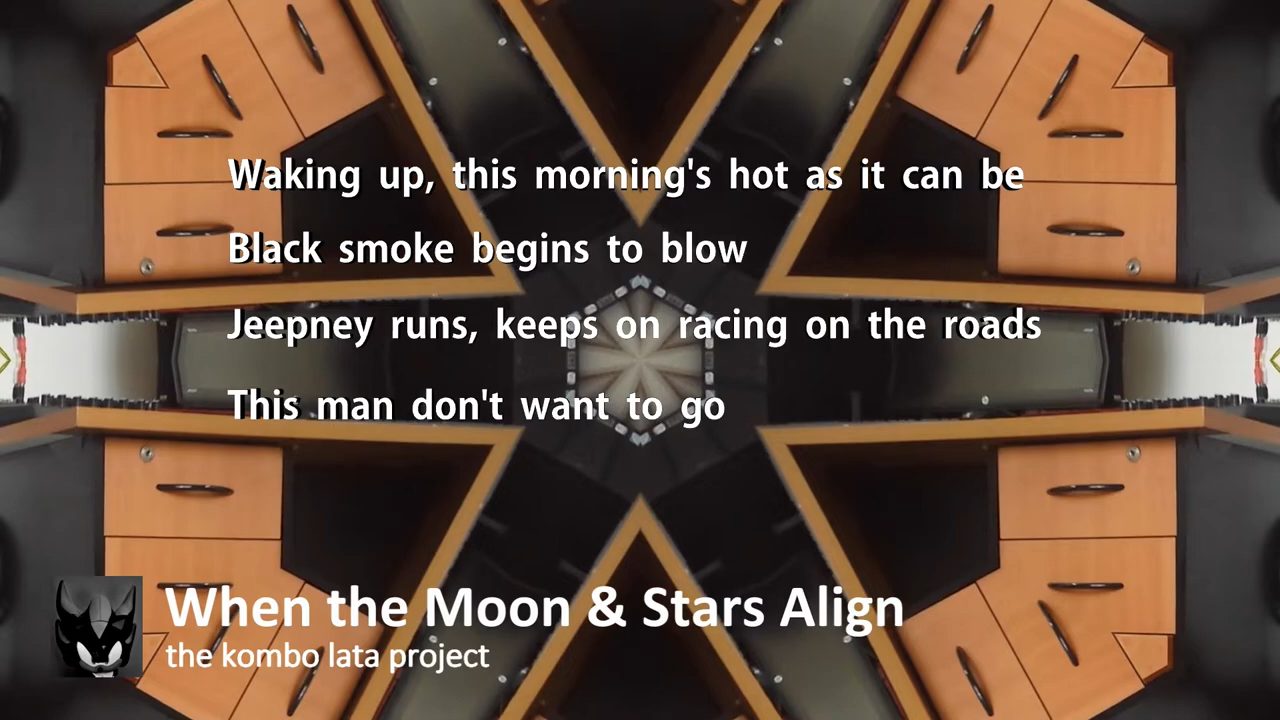 Waking up, this morning's hot as it can be
Black smoke begins to blow
Jeepney runs, keeps on racing on the roads
This man don't want to go
When the Moon & Stars Align
the kombo lata project